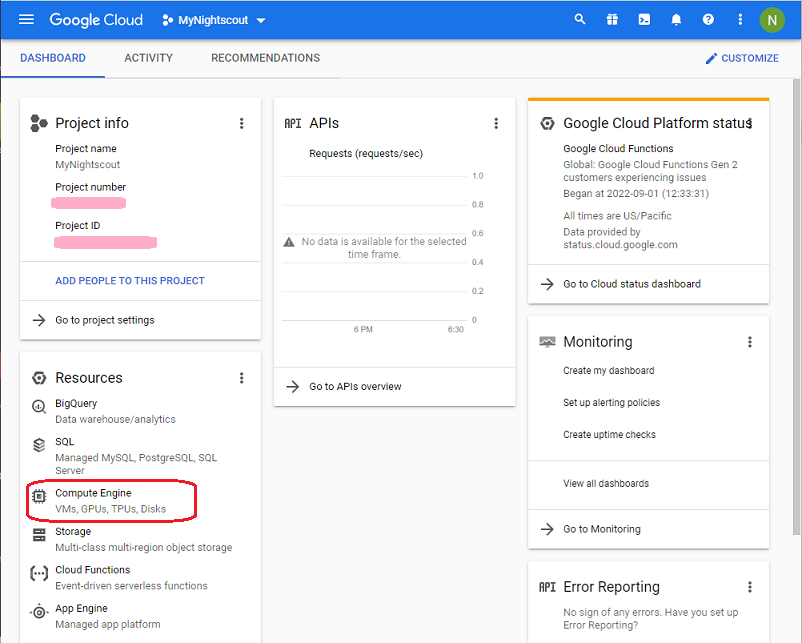 Google Cloud
MyNightscout
N
DASHBOARD
ACTIVITY
RECOMMENDATIONS
CUSTOMIZE
Project info
Project name
MyNightscout
Project number
Project ID
ADD PEOPLE TO THIS PROJECT
Go to project settings
Resources
BigQuery
Data warehouse/analytics
SQL
Managed MySQL, PostgreSQL, SQL
Server
Compute Engine
VMs, GPUs, TPUs, Disks
Storage
Multi-class multi-region object storage
Cloud Functions
Event-driven serverless functions
App Engine
Managed app platform
API APIs
Requests (requests/sec)
1.0
0.8
0.6
No data is available for the selected
time frame.
0.4
0.2
0
6 PM
6:30
Go to APIs overview
Google Cloud Platform status
Google Cloud Functions
Global: Google Cloud Functions Gen 2
customers experiencing issues
Began at 2022-09-01 (12:33:31)
All times are US/Pacific
Data provided by
status.cloud.google.com
Go to Cloud status dashboard
Monitoring
Create my dashboard
Set up alerting policies
Create uptime checks
View all dashboards
Go to Monitoring
API Error Reporting
No sign of any errors. Have you set up
Error Reporting?